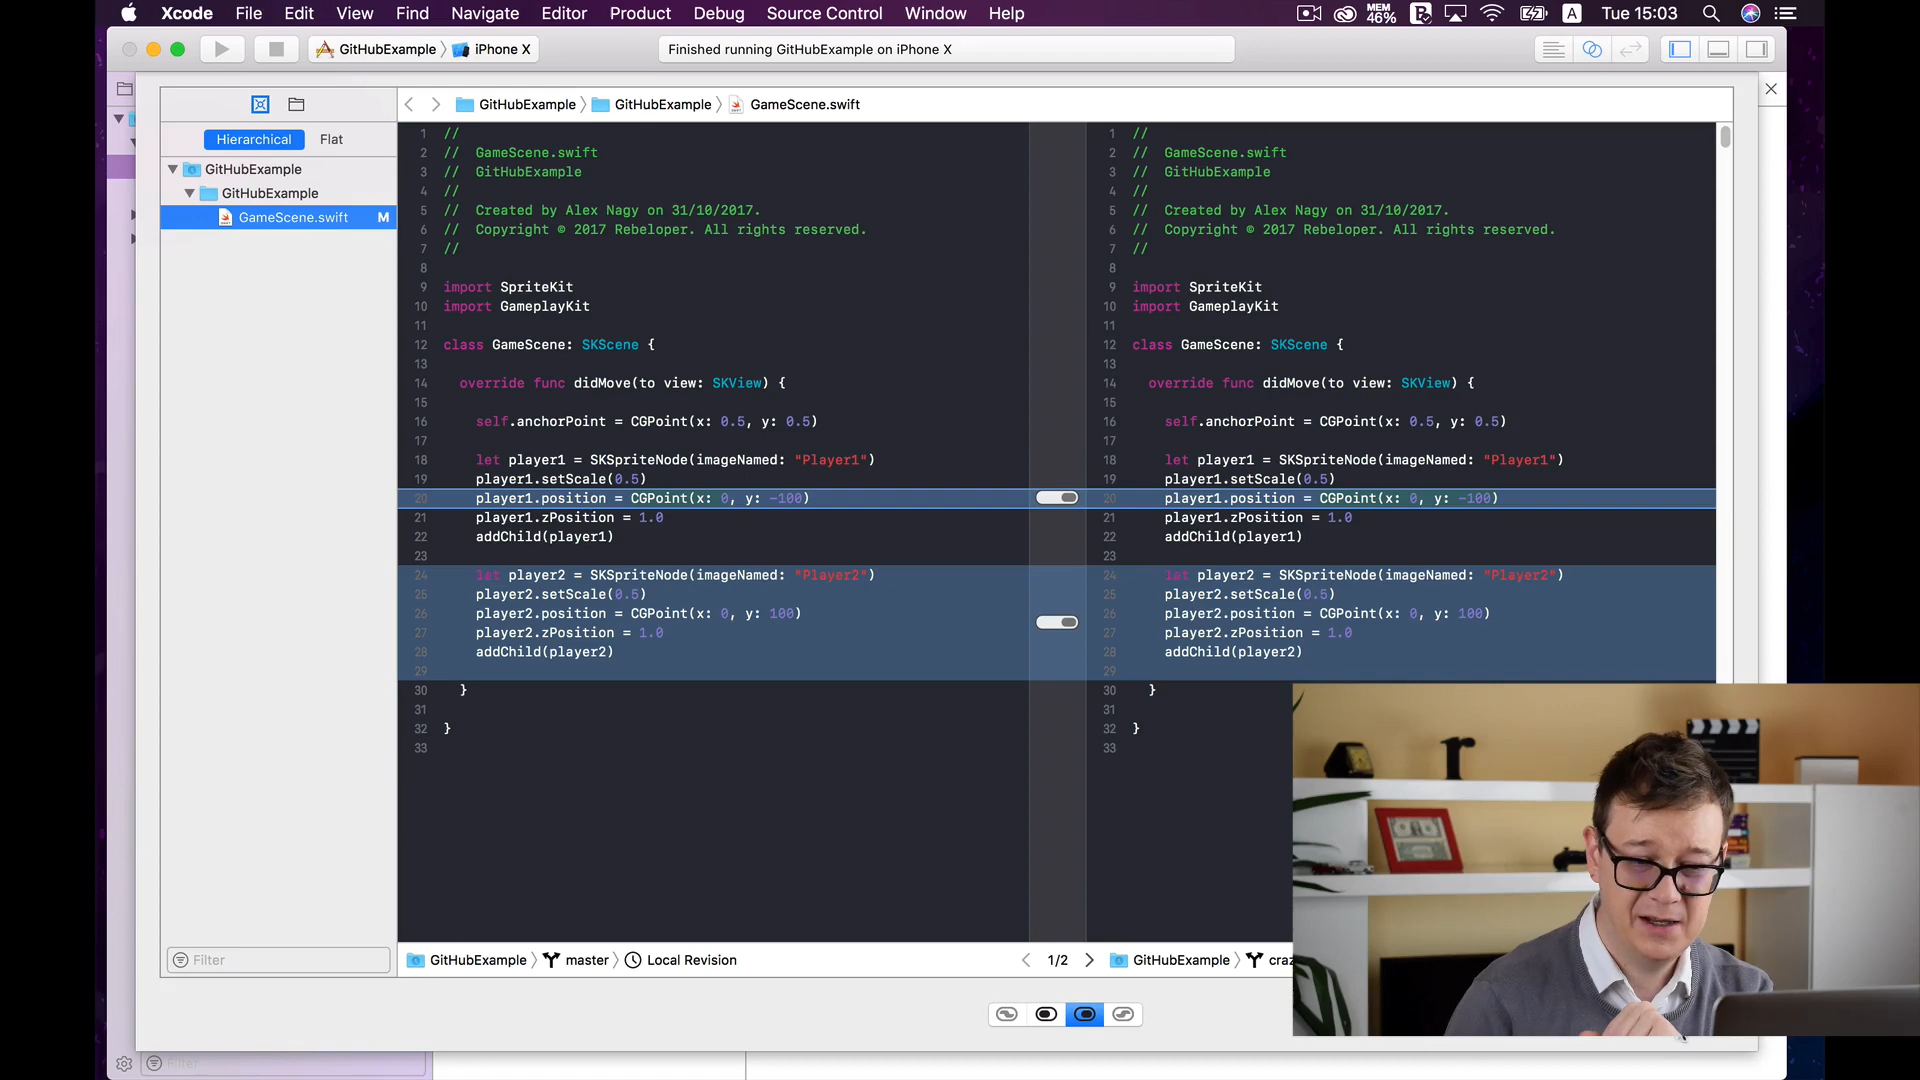 Xcode File Edit View Find Navigate Editor Product Debug Source Control Window Help
MEM
46%
A
Tue 15:03
GitHubExample iPhone X
Finished running GitHubExample on iPhone X
GitHubExample GitHubExample GameScene.swift
Hierarchical Flat
GitHubExample
GitHubExample
GameScene.swift M
1 //
2 // GameScene.swift
3 // GitHubExample
4 //
5 // Created by Alex Nagy on 31/10/2017.
6 // Copyright © 2017 Rebeloper. All rights reserved.
7 //
8
9 import SpriteKit
10 import GameplayKit
11
12 class GameScene: SKScene {
13
14 override func didMove(to view: SKView) {
15
16 self.anchorPoint = CGPoint(x: 0.5, y: 0.5)
17
18 let player1 = SKSpriteNode(imageNamed: "Player1")
19 player1.setScale(0.5)
20 player1.position = CGPoint(x: 0, y: -100)
21 player1.zPosition = 1.0
22 addChild(player1)
23
24 let player2 = SKSpriteNode(imageNamed: "Player2")
25 player2.setScale(0.5)
26 player2.position = CGPoint(x: 0, y: 100)
27 player2.zPosition = 1.0
28 addChild(player2)
29
30 }
31
32 }
33
1 //
2 // GameScene.swift
3 // GitHubExample
4 //
5 // Created by Alex Nagy on 31/10/2017.
6 // Copyright © 2017 Rebeloper. All rights reserved.
7 //
8
9 import SpriteKit
10 import GameplayKit
11
12 class GameScene: SKScene {
13
14 override func didMove(to view: SKView) {
15
16 self.anchorPoint = CGPoint(x: 0.5, y: 0.5)
17
18 let player1 = SKSpriteNode(imageNamed: "Player1")
19 player1.setScale(0.5)
20 player1.position = CGPoint(x: 0, y: -100)
21 player1.zPosition = 1.0
22 addChild(player1)
23
24 let player2 = SKSpriteNode(imageNamed: "Player2")
25 player2.setScale(0.5)
26 player2.position = CGPoint(x: 0, y: 100)
27 player2.zPosition = 1.0
28 addChild(player2)
29
30 }
31
32 }
33
Filter
GitHubExample master Local Revision
1/2
GitHubExample craz
Filter